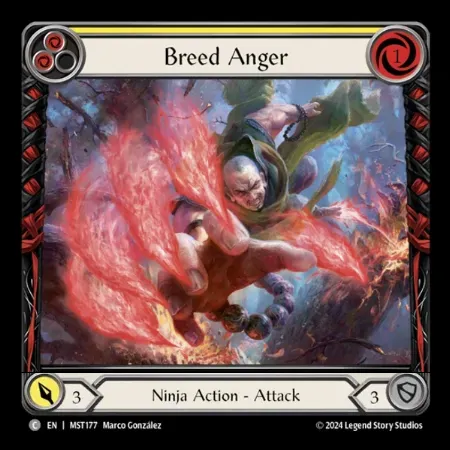 Breed Anger
1
3
Ninja Action - Attack
3
C EN | MST177 Marco González
© 2024 Legend Story Studios